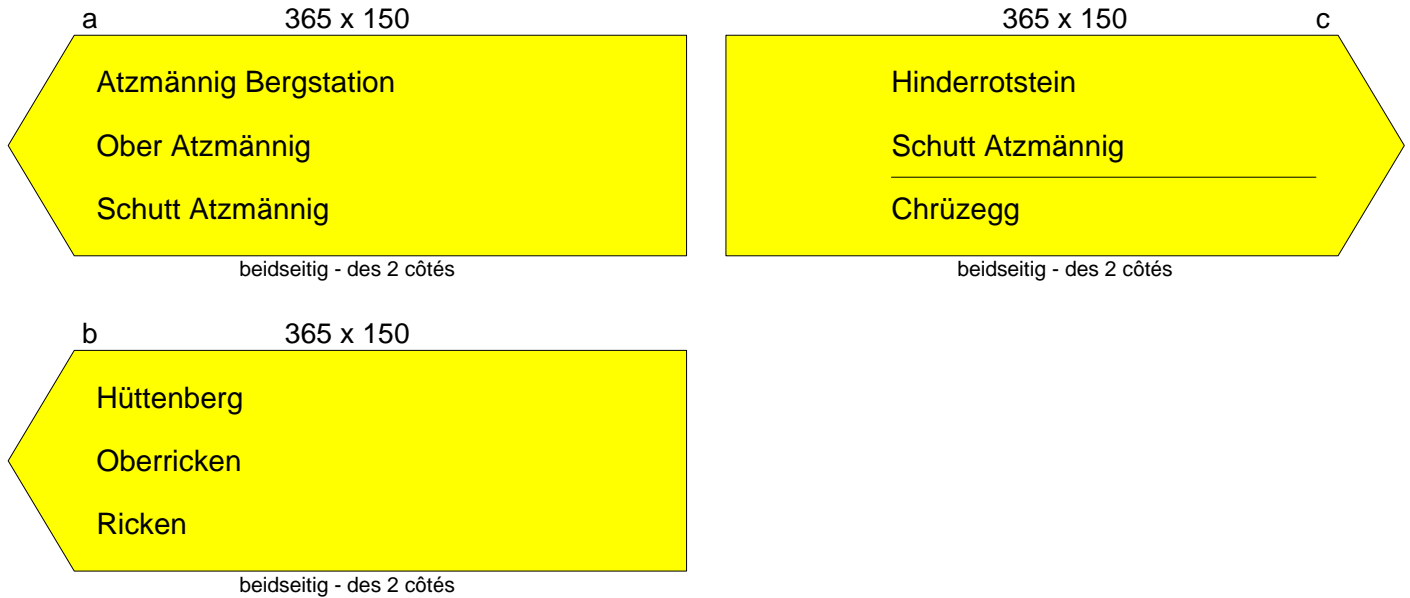 a 365 x 150
Atzmännig Bergstation
Ober Atzmännig
Schutt Atzmännig
beidseitig - des 2 côtés
365 x 150 c
Hinderrotstein
Schutt Atzmännig
Chrüzegg
beidseitig - des 2 côtés
b 365 x 150
Hüttenberg
Oberricken
Ricken
beidseitig - des 2 côtés